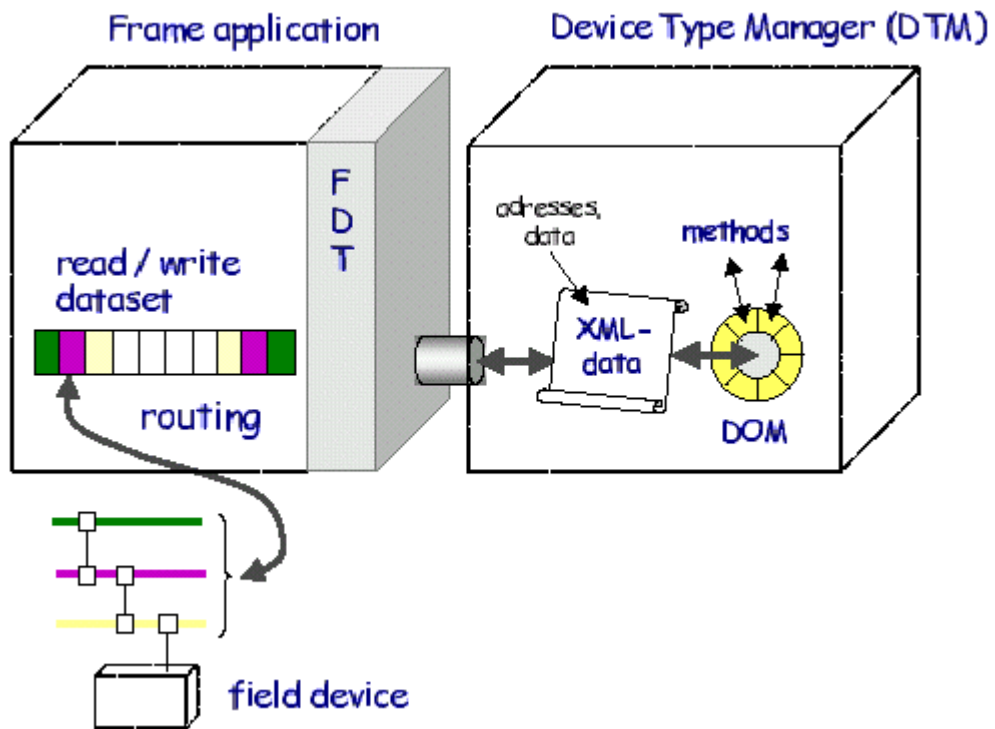 Frame application
Device Type Manager (DTM)
F
D
T
read / write
dataset
routing
adresses,
data
XML-
data
methods
DOM
field device